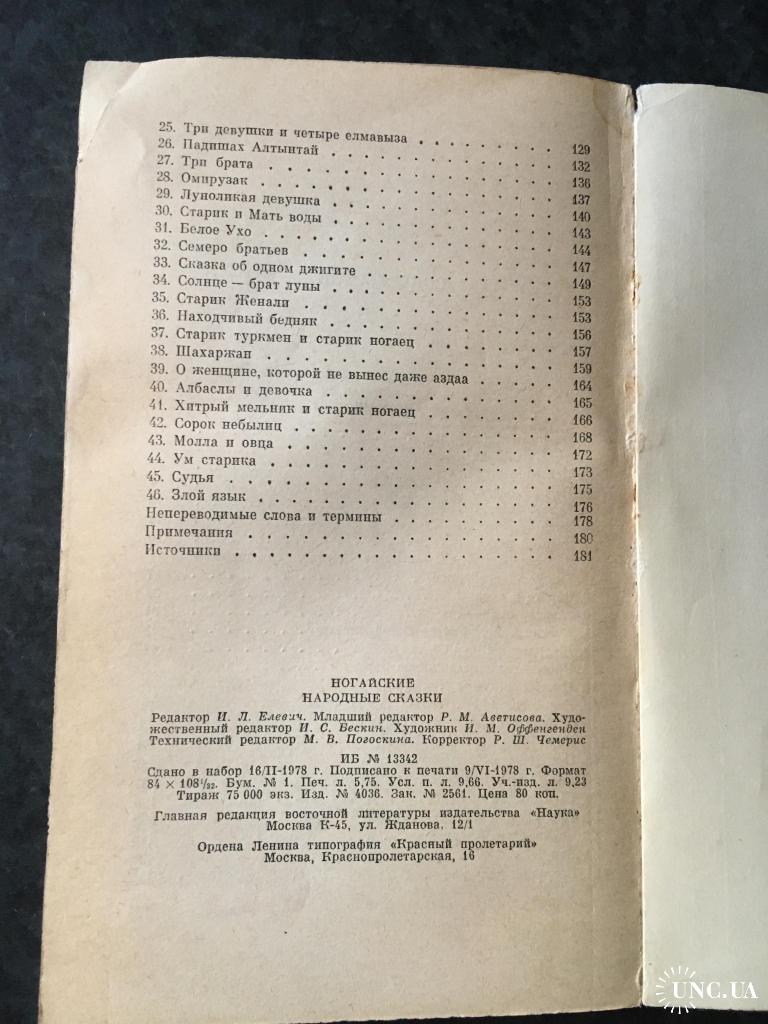 25. Три девушки и четыре елмавыза . . . . . . . . 129
26. Падишах Алтынтай . . . . . . . . . . . . 132
27. Три брата . . . . . . . . . . . . . . . 136
28. Омирузак . . . . . . . . . . . . . . . 137
29. Луноликая девушка . . . . . . . . . . . . 140
30. Старик и Мать воды . . . . . . . . . . . . 143
31. Белое Ухо . . . . . . . . . . . . . . . 144
32. Семеро братьев . . . . . . . . . . . . . 147
33. Сказка об одном джигите . . . . . . . . . . 149
34. Солнце — брат луны . . . . . . . . . . . . 153
35. Старик Женали . . . . . . . . . . . . . 153
36. Находчивый бедняк . . . . . . . . . . . . 156
37. Старик туркмен и старик ногаец . . . . . . . . 157
38. Шахаржан . . . . . . . . . . . . . . . 159
39. О женщине, которой не вынес даже аздаа . . . . . 164
40. Албаслы и девочка . . . . . . . . . . . . 165
41. Хитрый мельник и старик ногаец . . . . . . . . 166
42. Сорок небылиц . . . . . . . . . . . . . 168
43. Молла и овца . . . . . . . . . . . . . . 172
44. Ум старика . . . . . . . . . . . . . . . 173
45. Судья . . . . . . . . . . . . . . . . . 175
46. Злой язык . . . . . . . . . . . . . . . 176
Непереводимые слова и термины . . . . . . . . . 178
Примечания . . . . . . . . . . . . . . . . 180
Источники . . . . . . . . . . . . . . . . 181
НОГАЙСКИЕ
НАРОДНЫЕ СКАЗКИ
Редактор И. Л. Елевич. Младший редактор Р. М. Аветисова. Худо-
жественный редактор И. С. Бескин. Художник И. М. Оффенгенден
Технический редактор М. В. Погоскина. Корректор Р. Ш. Чемерис
ИБ № 13342
Сдано в набор 16/II-1978 г. Подписано к печати 9/VI-1978 г. Формат
84 × 108¹/₃₂. Бум. № 1. Печ. л. 5,75. Усл. п. л. 9,66. Уч.-изд. л. 9,23
Тираж 75 000 экз. Изд. № 4036. Зак. № 2561. Цена 80 коп.
Главная редакция восточной литературы издательства «Наука»
Москва К-45, ул. Жданова, 12/1
Ордена Ленина типография «Красный пролетарий»
Москва, Краснопролетарская, 16
UNC.UA